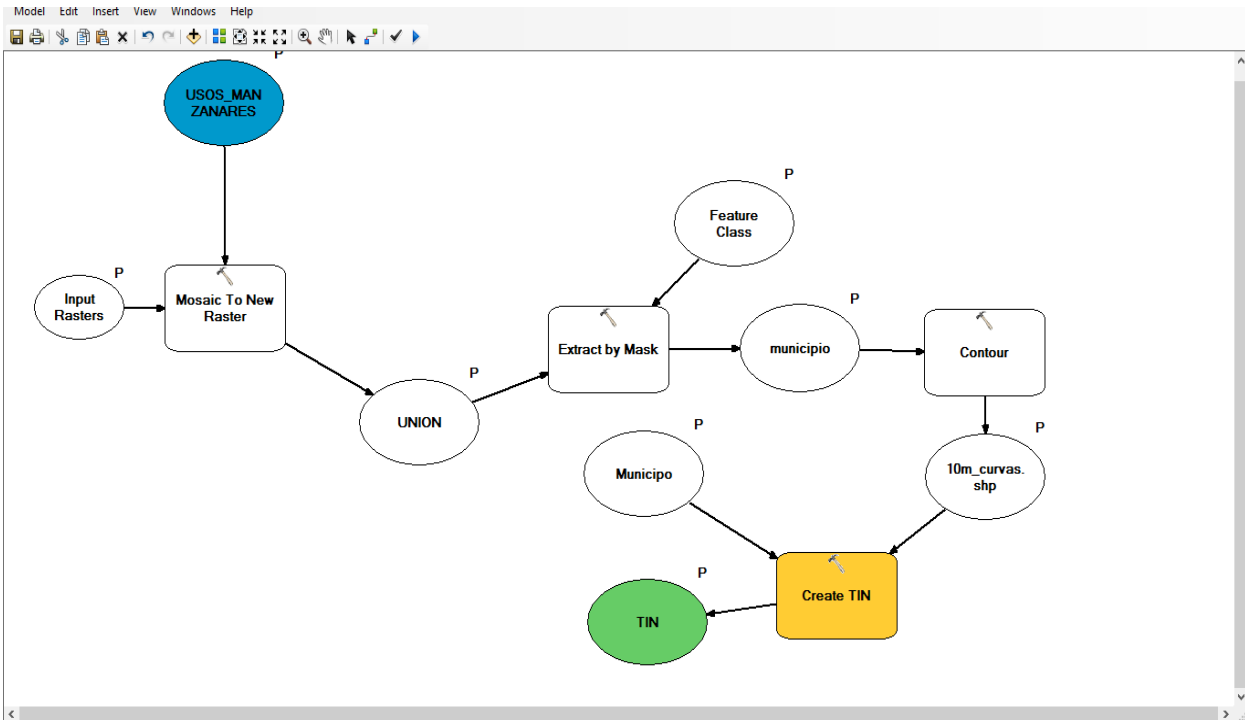 Model Edit Insert View Windows Help
P
USOS_MAN
ZANARES
P
Feature
Class
P
Input
Rasters
Mosaic To New
Raster
P
Extract by Mask
P
municipio
Contour
P
UNION
P
Municipo
P
10m_curvas.
shp
P
TIN
Create TIN